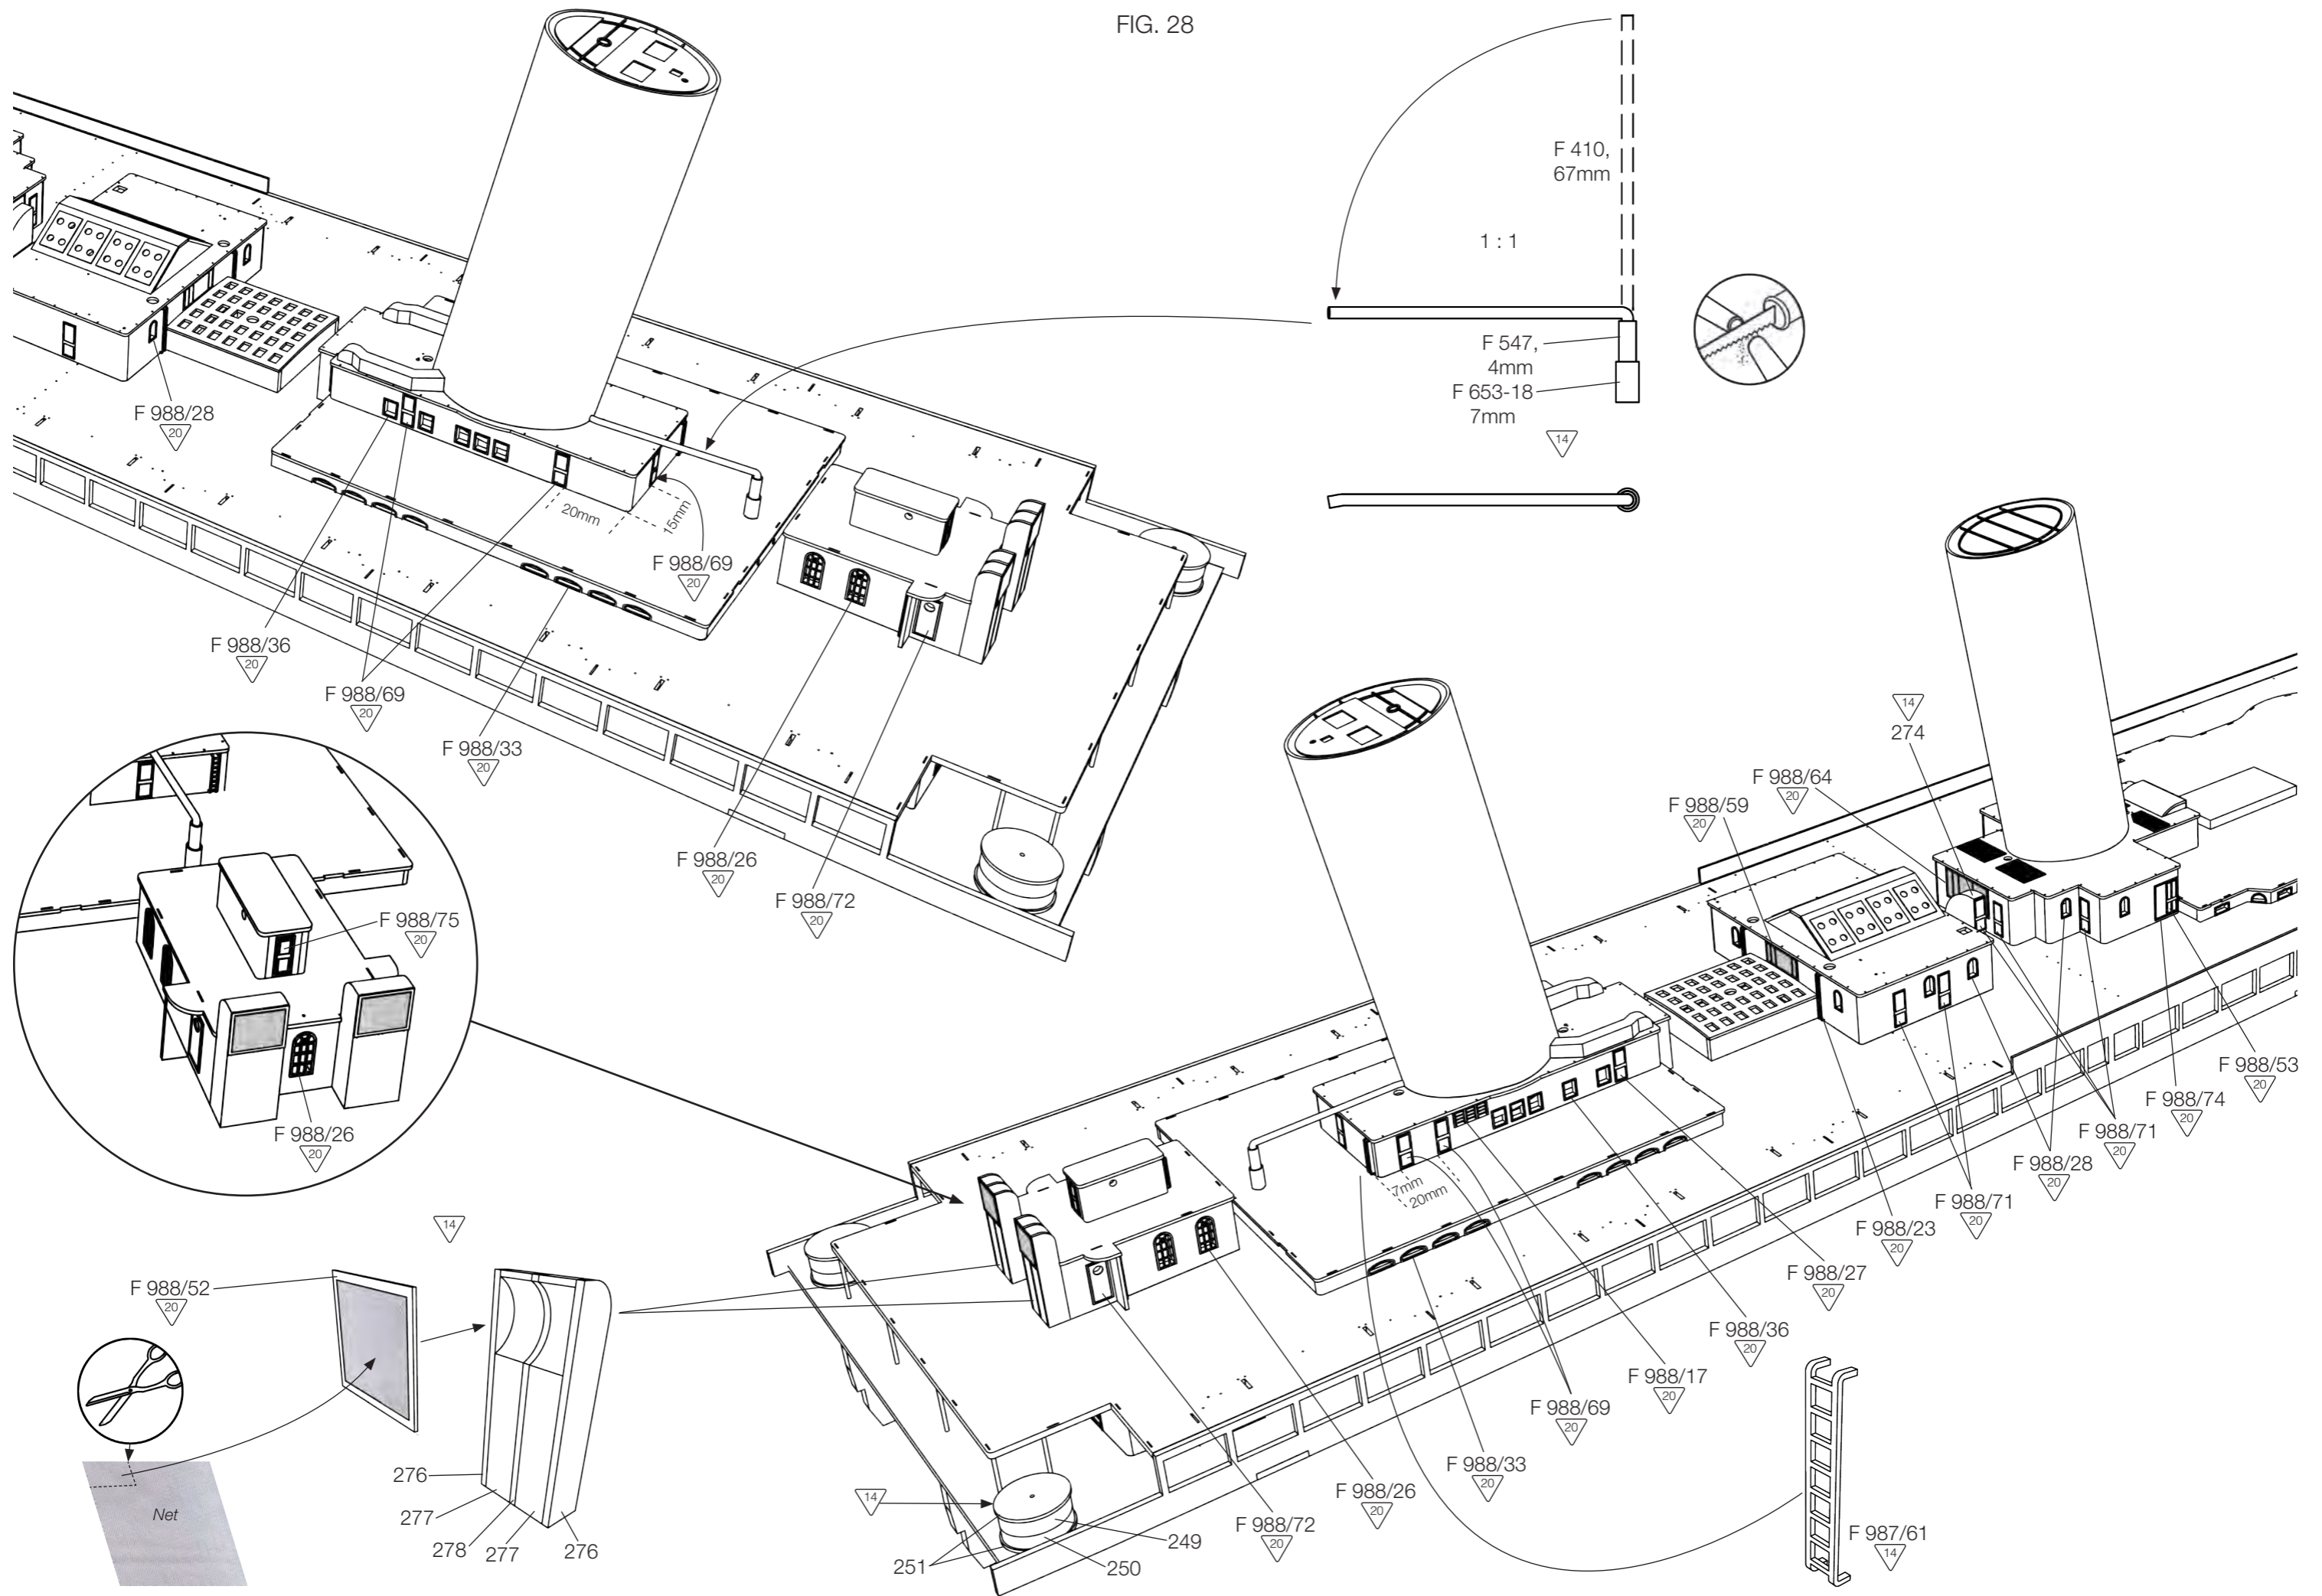 FIG. 28
F 410,
67mm
1 : 1
F 547,
4mm
F 653-18
7mm
14
F 988/28
20
20mm
15mm
F 988/69
20
F 988/36
20
F 988/69
20
F 988/33
20
F 988/26
20
F 988/72
20
F 988/75
20
F 988/26
20
14
274
F 988/64
20
F 988/59
20
F 988/53
20
F 988/74
20
F 988/71
20
F 988/28
20
F 988/71
20
F 988/23
20
F 988/27
20
F 988/36
20
F 988/17
20
7mm
20mm
F 988/69
20
F 988/33
20
F 988/26
20
F 988/72
20
14
F 988/52
20
Net
276
277
278
277
276
14
251
249
250
F 987/61
14